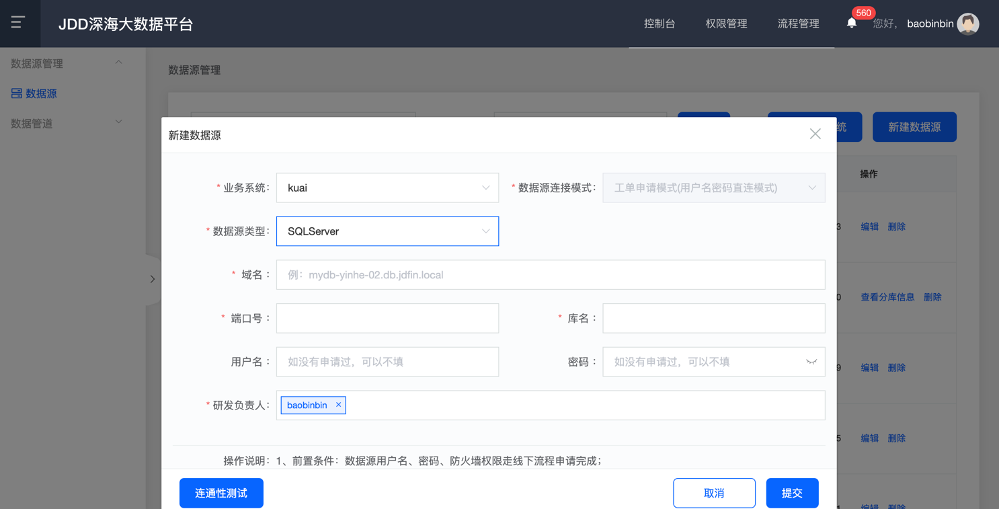 JDD深海大数据平台 控制台 权限管理 流程管理 560 您好， baobinbin
数据源管理
数据源
数据管道
数据源管理
统 新建数据源
操作
3 编辑 删除
0 查看分库信息 删除
9 编辑 删除
5 编辑 删除
1 编辑 删除
新建数据源
* 业务系统： kuai * 数据源连接模式： 工单申请模式(用户名密码直连模式)
* 数据源类型： SQLServer
* 域名： 例：mydb-yinhe-02.db.jdfin.local
* 端口号： * 库名：
用户名： 如没有申请过，可以不填 密码： 如没有申请过，可以不填
* 研发负责人： baobinbin ×
操作说明：1、前置条件：数据源用户名、密码、防火墙权限走线下流程申请完成；
连通性测试 取消 提交